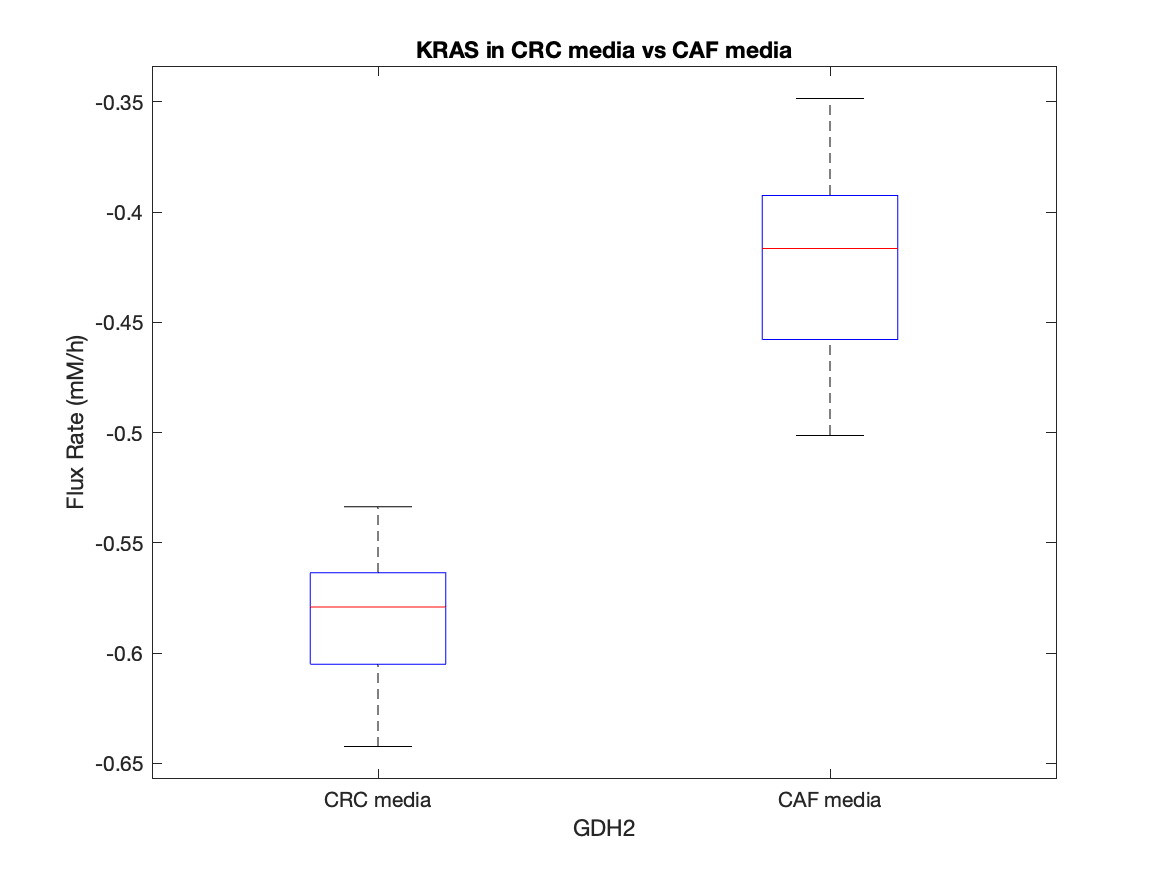 KRAS in CRC media vs CAF media
-0.35
-0.4
-0.45
-0.5
-0.55
-0.6
-0.65
Flux Rate (mM/h)
CRC media
CAF media
GDH2